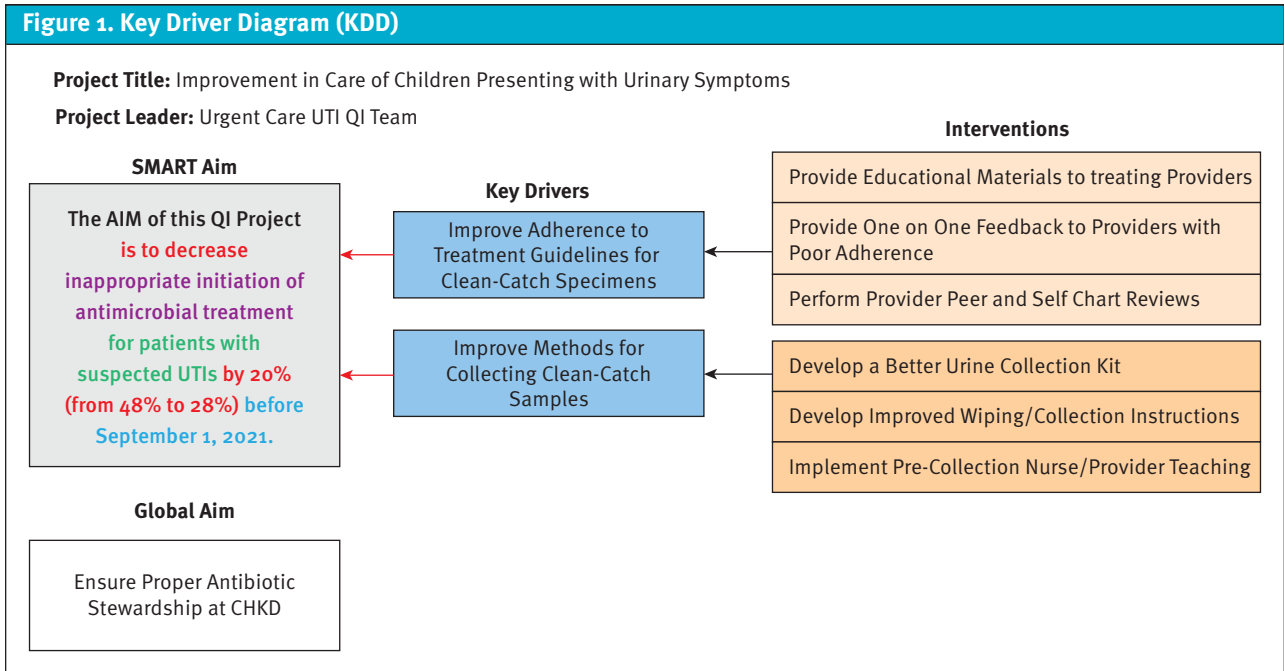 Figure 1. Key Driver Diagram (KDD)
Project Title: Improvement in Care of Children Presenting with Urinary Symptoms
Project Leader: Urgent Care UTI QI Team
SMART Aim
The AIM of this QI Project
is to decrease
inappropriate initiation of
antimicrobial treatment
for patients with
suspected UTIs by 20%
(from 48% to 28%) before
September 1, 2021.
Global Aim
Ensure Proper Antibiotic
Stewardship at CHKD
Key Drivers
Improve Adherence to
Treatment Guidelines for
Clean-Catch Specimens
Improve Methods for
Collecting Clean-Catch
Samples
Interventions
Provide Educational Materials to treating Providers
Provide One on One Feedback to Providers with
Poor Adherence
Perform Provider Peer and Self Chart Reviews
Develop a Better Urine Collection Kit
Develop Improved Wiping/Collection Instructions
Implement Pre-Collection Nurse/Provider Teaching